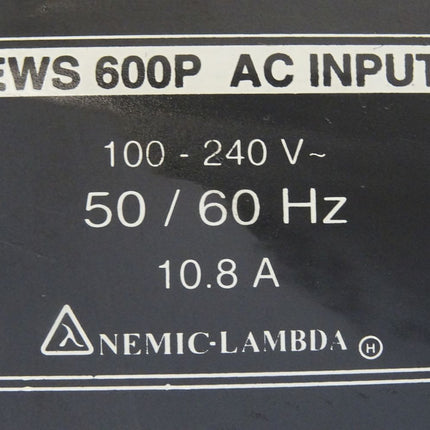 EWS 600P AC INPUT
100 - 240 V~
50 / 60 Hz
10.8 A
λ NEMIC-LAMBDA Ⓗ